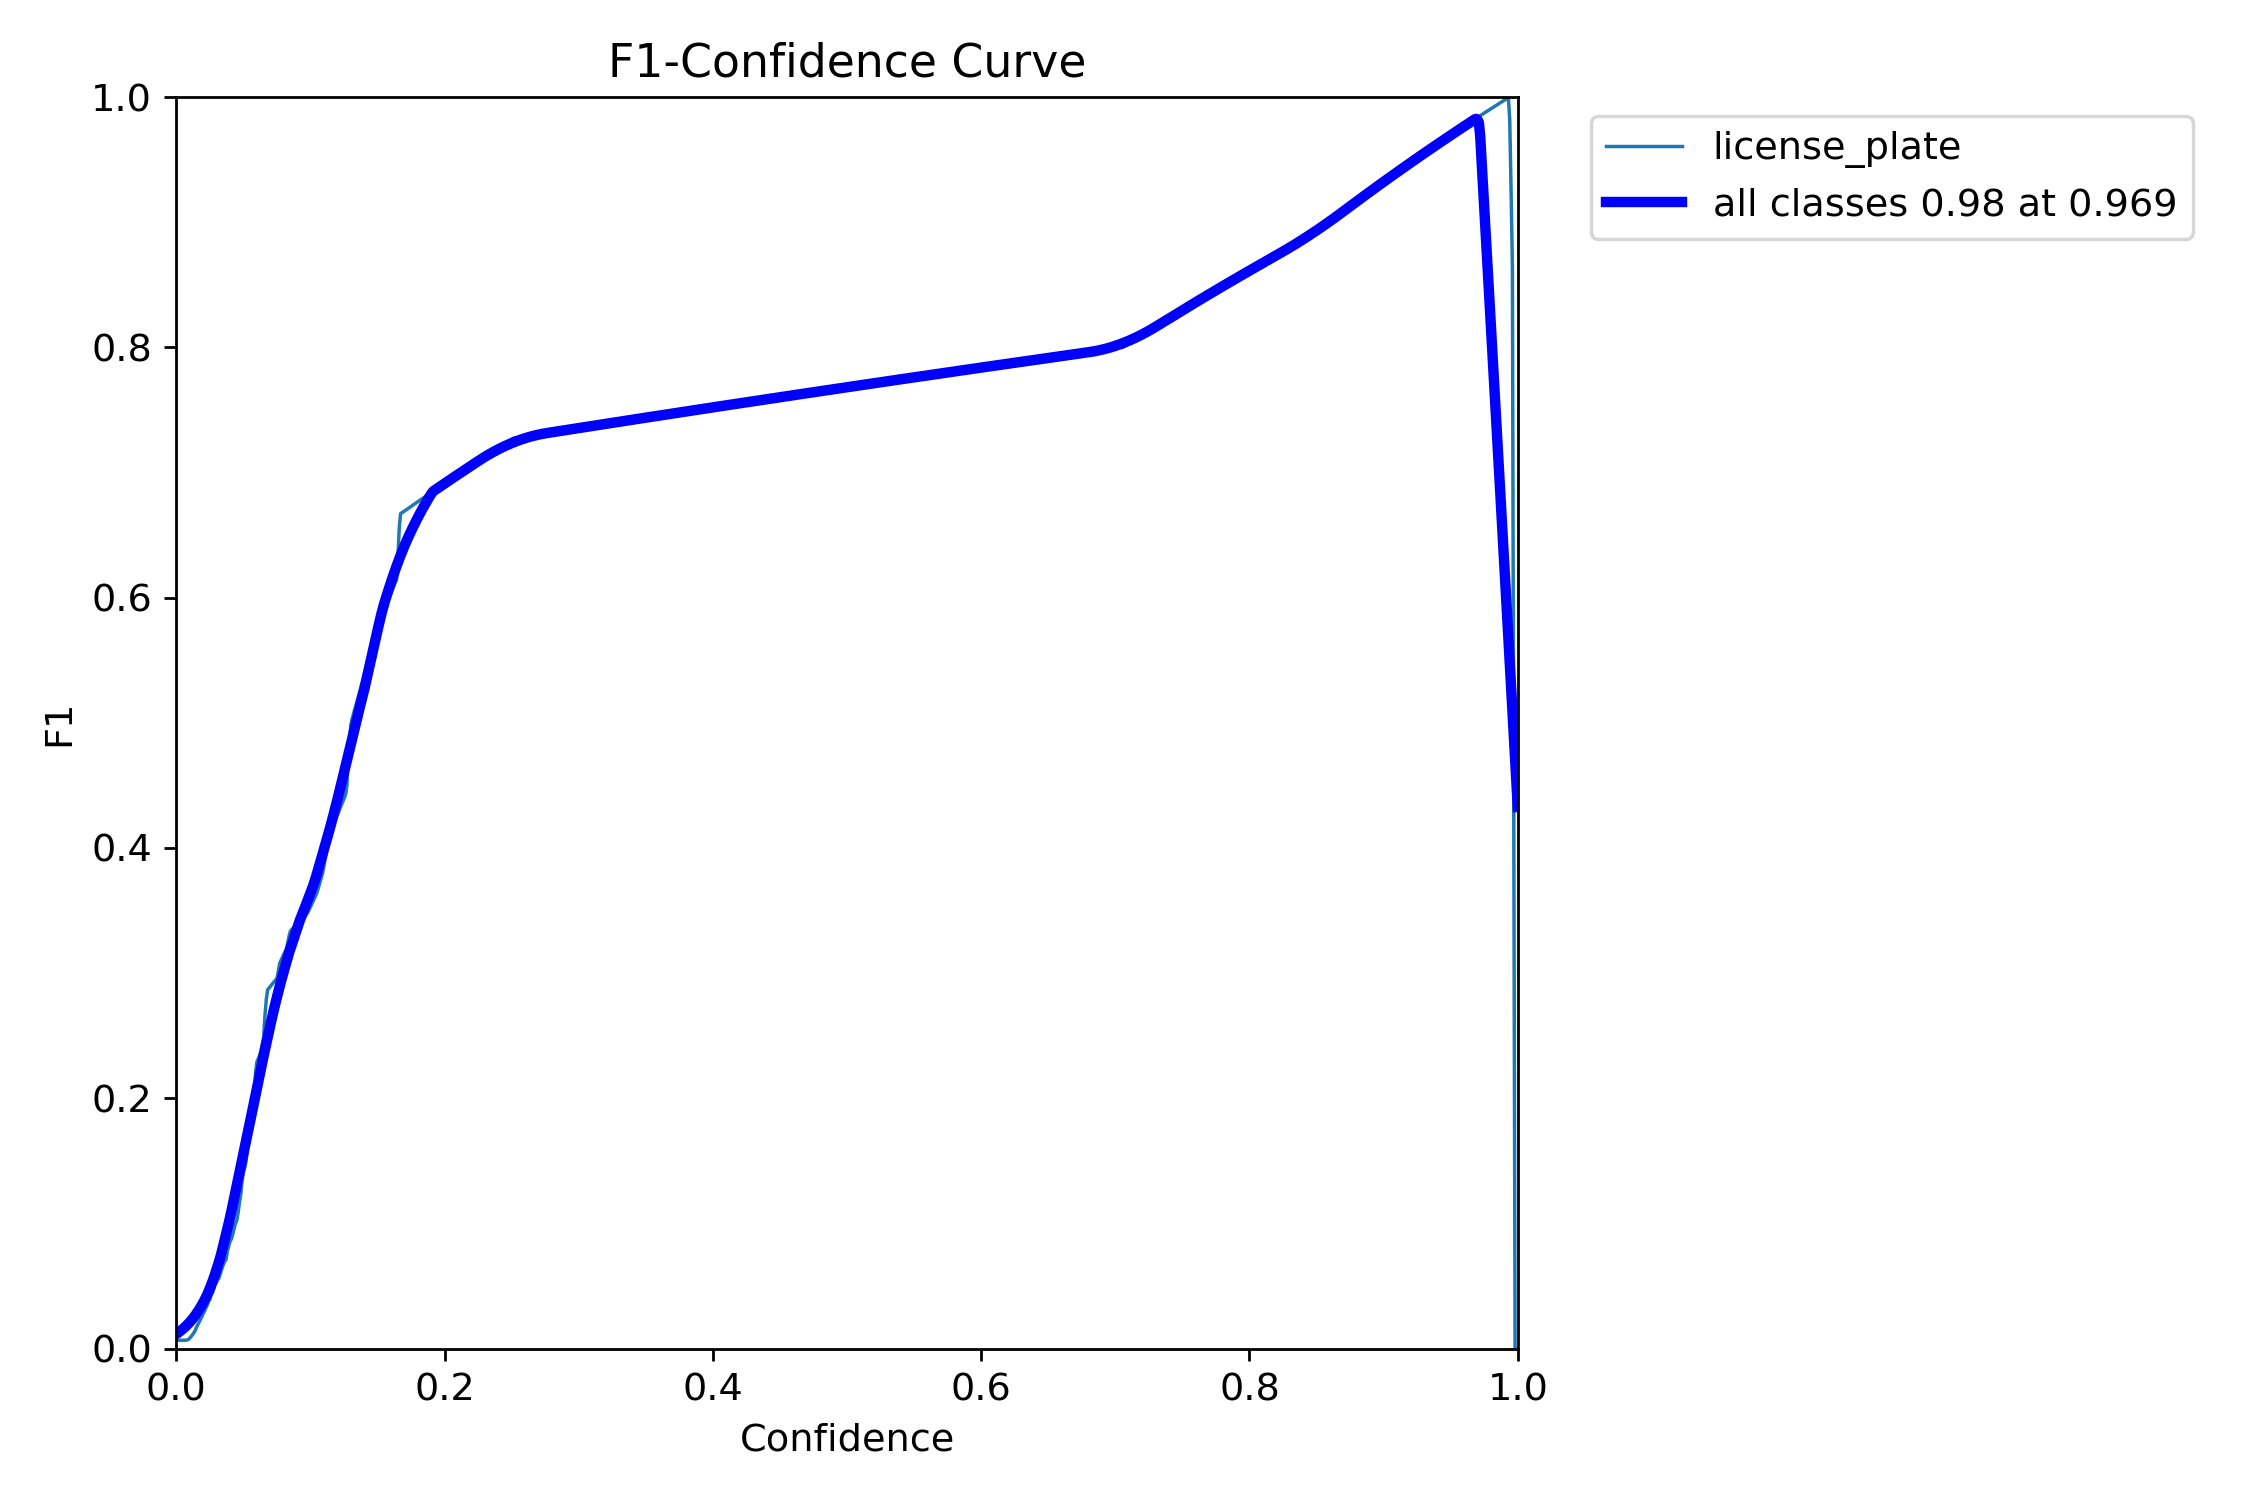 F1-Confidence Curve
1.0
0.8
0.6
0.4
0.2
0.0
F1
0.0 0.2 0.4 0.6 0.8 1.0
Confidence
license_plate
all classes 0.98 at 0.969